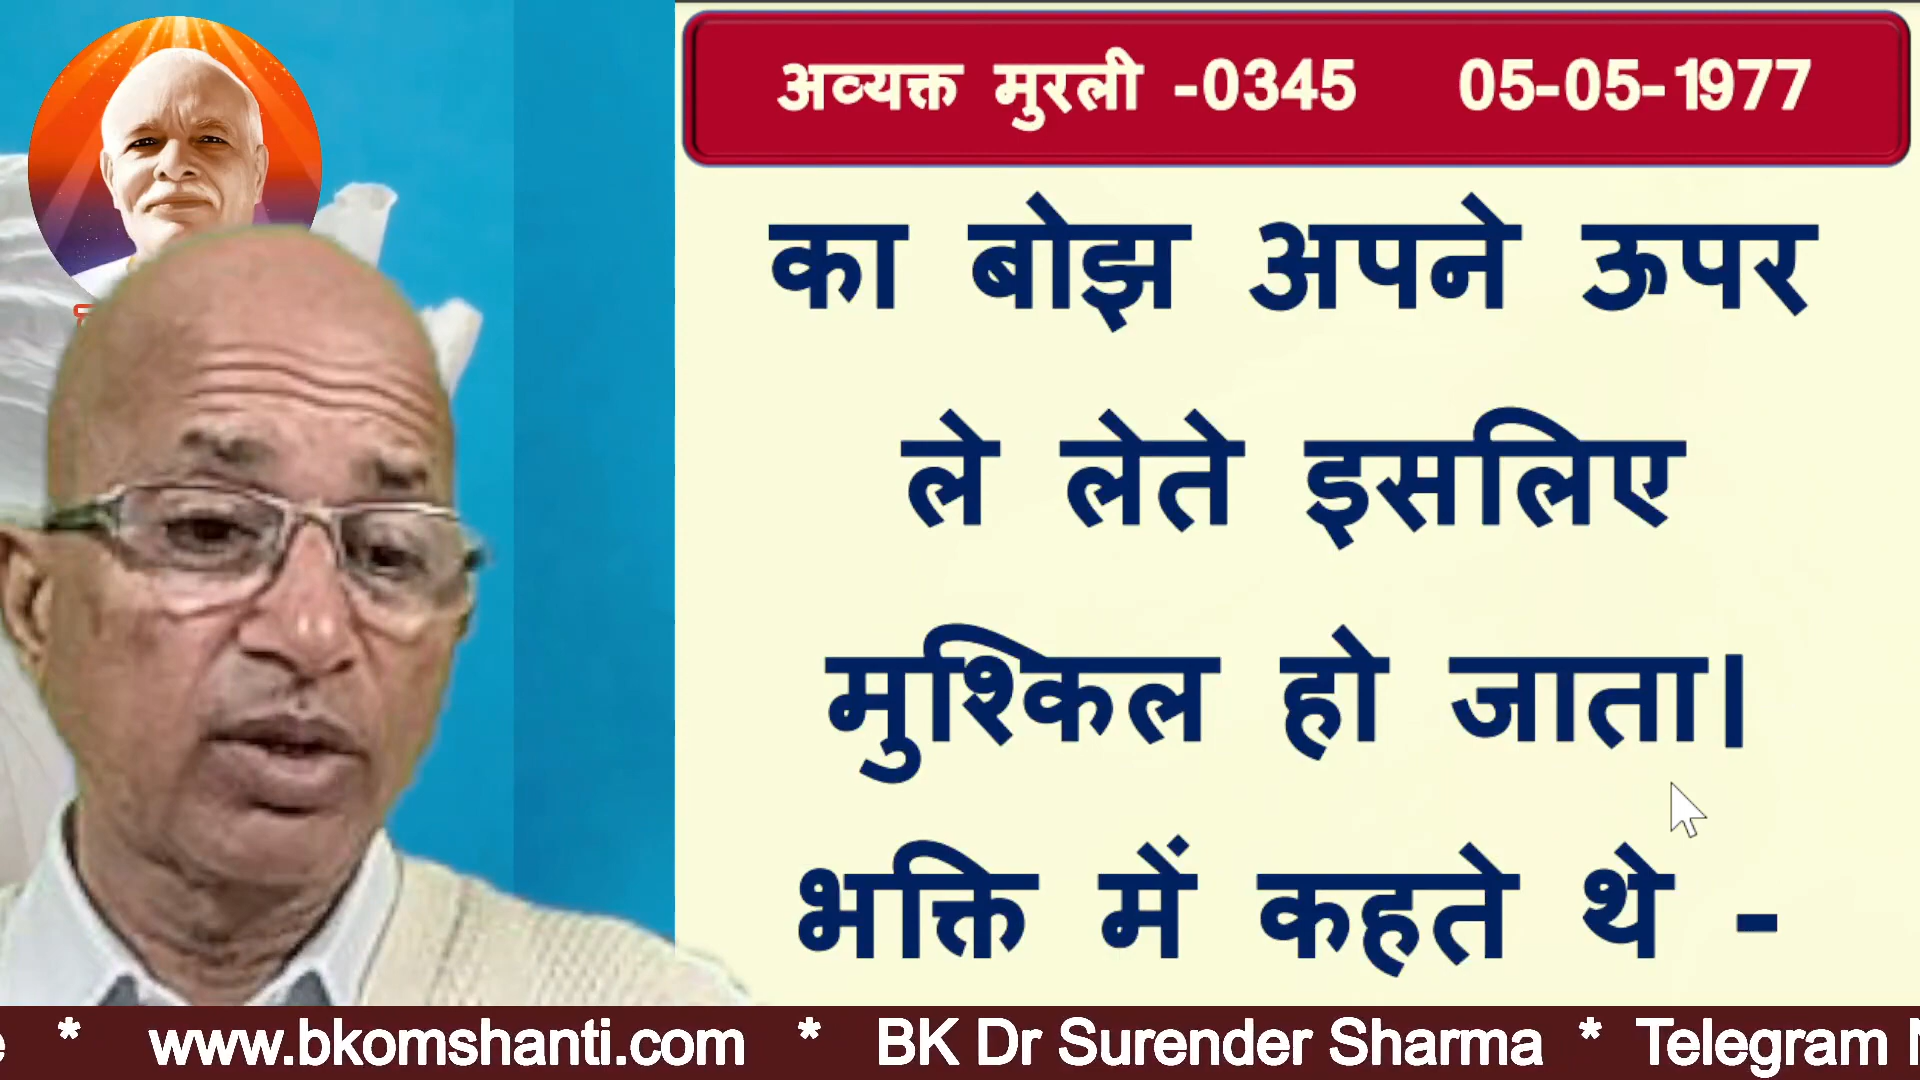 अव्यक्त मुरली -0345 05-05-1977
का बोझ अपने ऊपर
ले लेते इसलिए
मुश्किल हो जाता।
भक्ति में कहते थे -
* www.bkomshanti.com * BK Dr Surender Sharma * Telegram